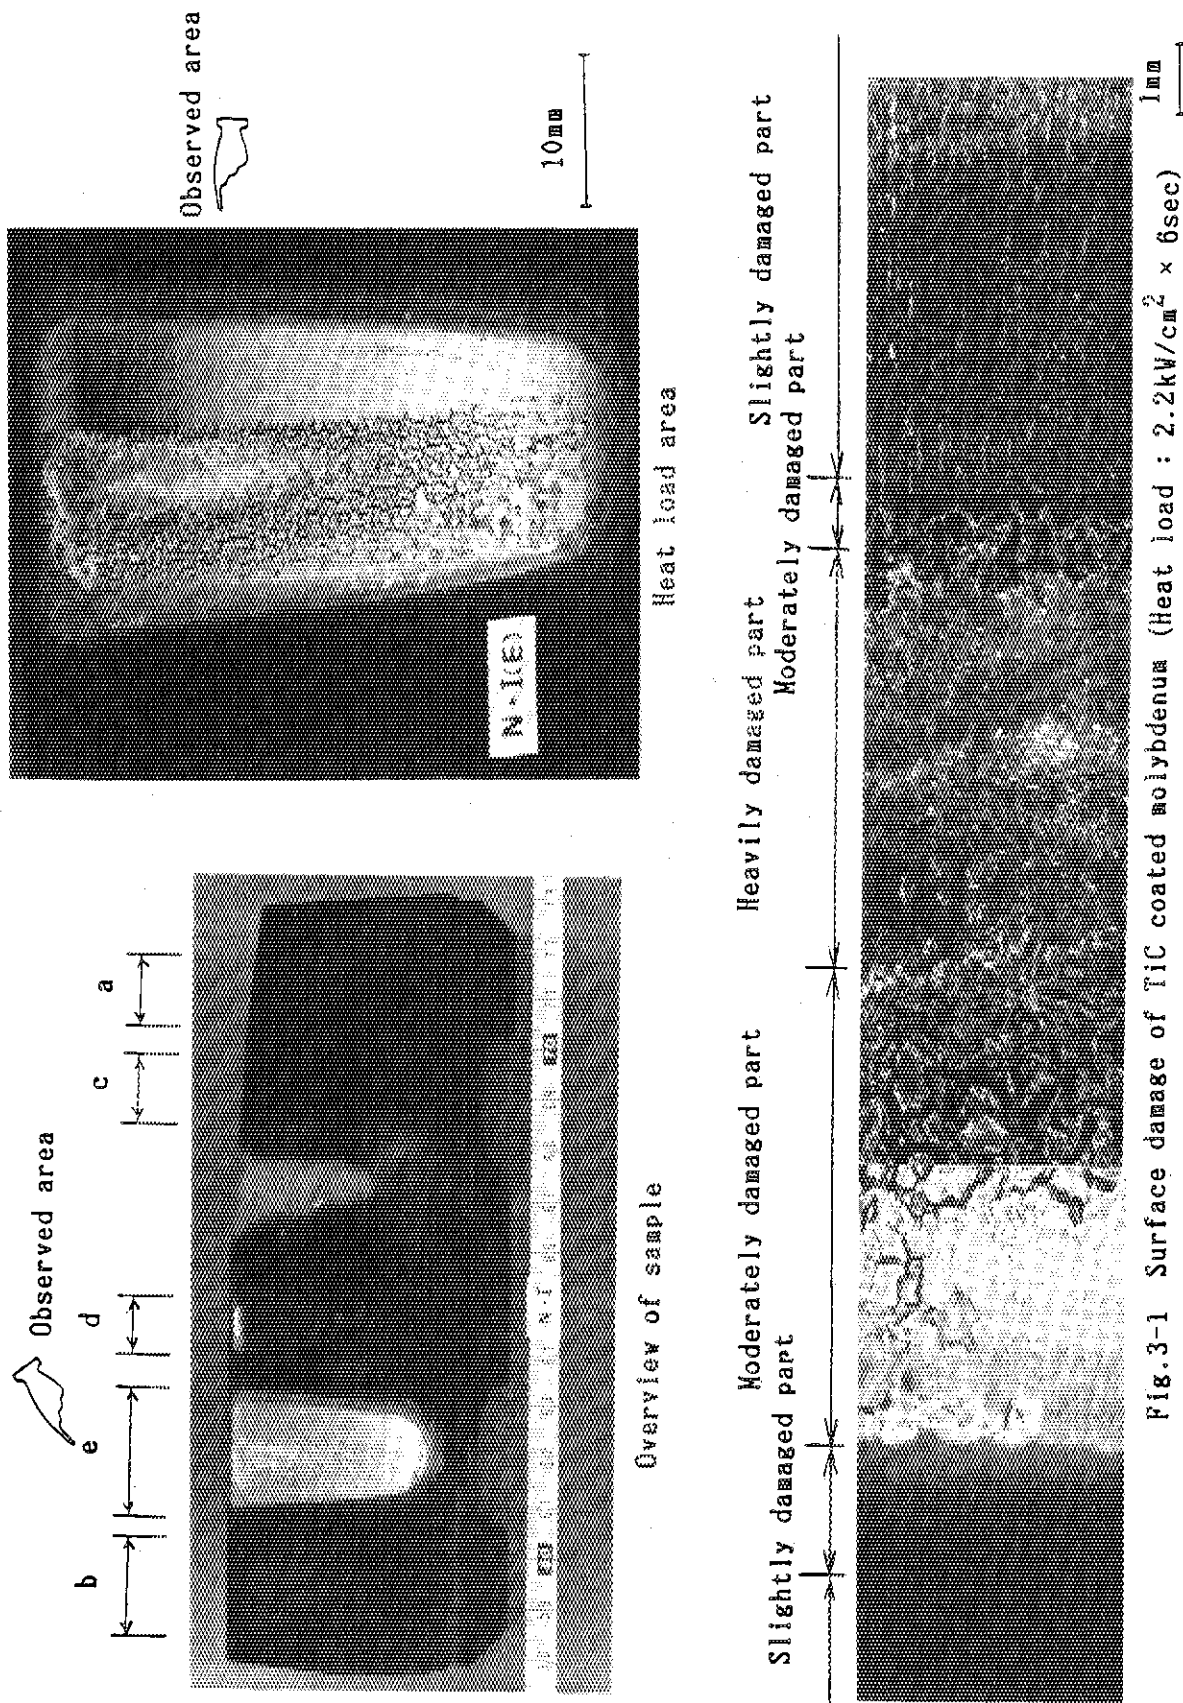 Observed area
b
e
d
c
a
Overview of sample
N-1(E)
Heat load area
Observed area
10mm
Slightly damaged part
Moderately damaged part
Heavily damaged part
Moderately damaged part
Slightly damaged part
1mm
Fig.3-1 Surface damage of TiC coated molybdenum (Heat load : 2.2kW/cm² × 6sec)